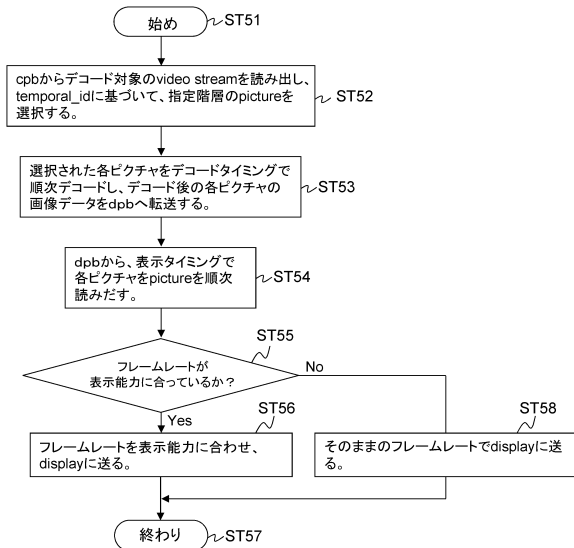 始め
ST51
cpbからデコード対象のvideo streamを読み出し、
temporal_idに基づいて、指定階層のpictureを
選択する。
ST52
選択された各ピクチャをデコードタイミングで
順次デコードし、デコード後の各ピクチャの
画像データをdpbへ転送する。
ST53
dpbから、表示タイミングで
各ピクチャをpictureを順次
読みだす。
ST54
ST55
フレームレートが
表示能力に合っているか？
No
Yes
ST56
フレームレートを表示能力に合わせ、
displayに送る。
ST58
そのままのフレームレートでdisplayに送
る。
終わり
ST57